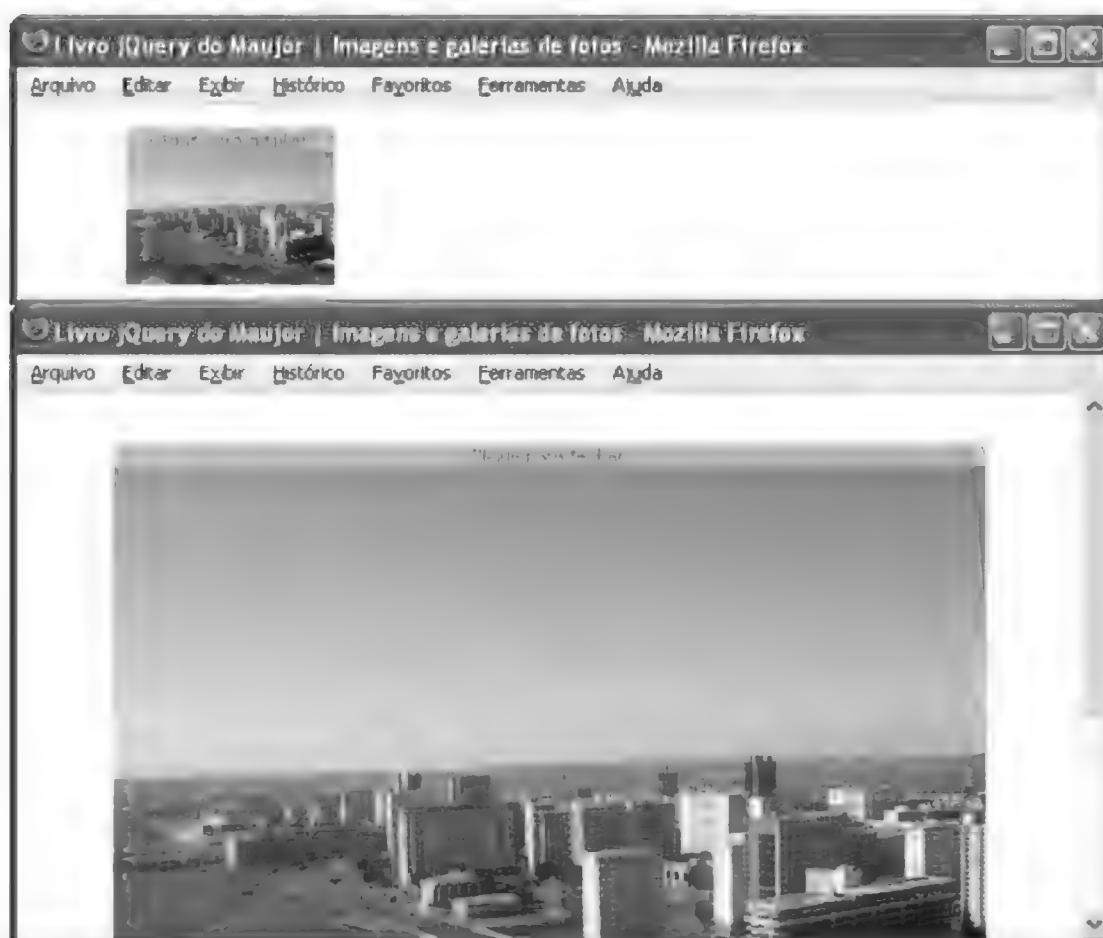 Livro jQuery do Maujor | Imagens e galerias de fotos - Mozilla Firefox
Arquivo Editar Exibir Histórico Favoritos Ferramentas Ajuda
Livro jQuery do Maujor | Imagens e galerias de fotos - Mozilla Firefox
Arquivo Editar Exibir Histórico Favoritos Ferramentas Ajuda